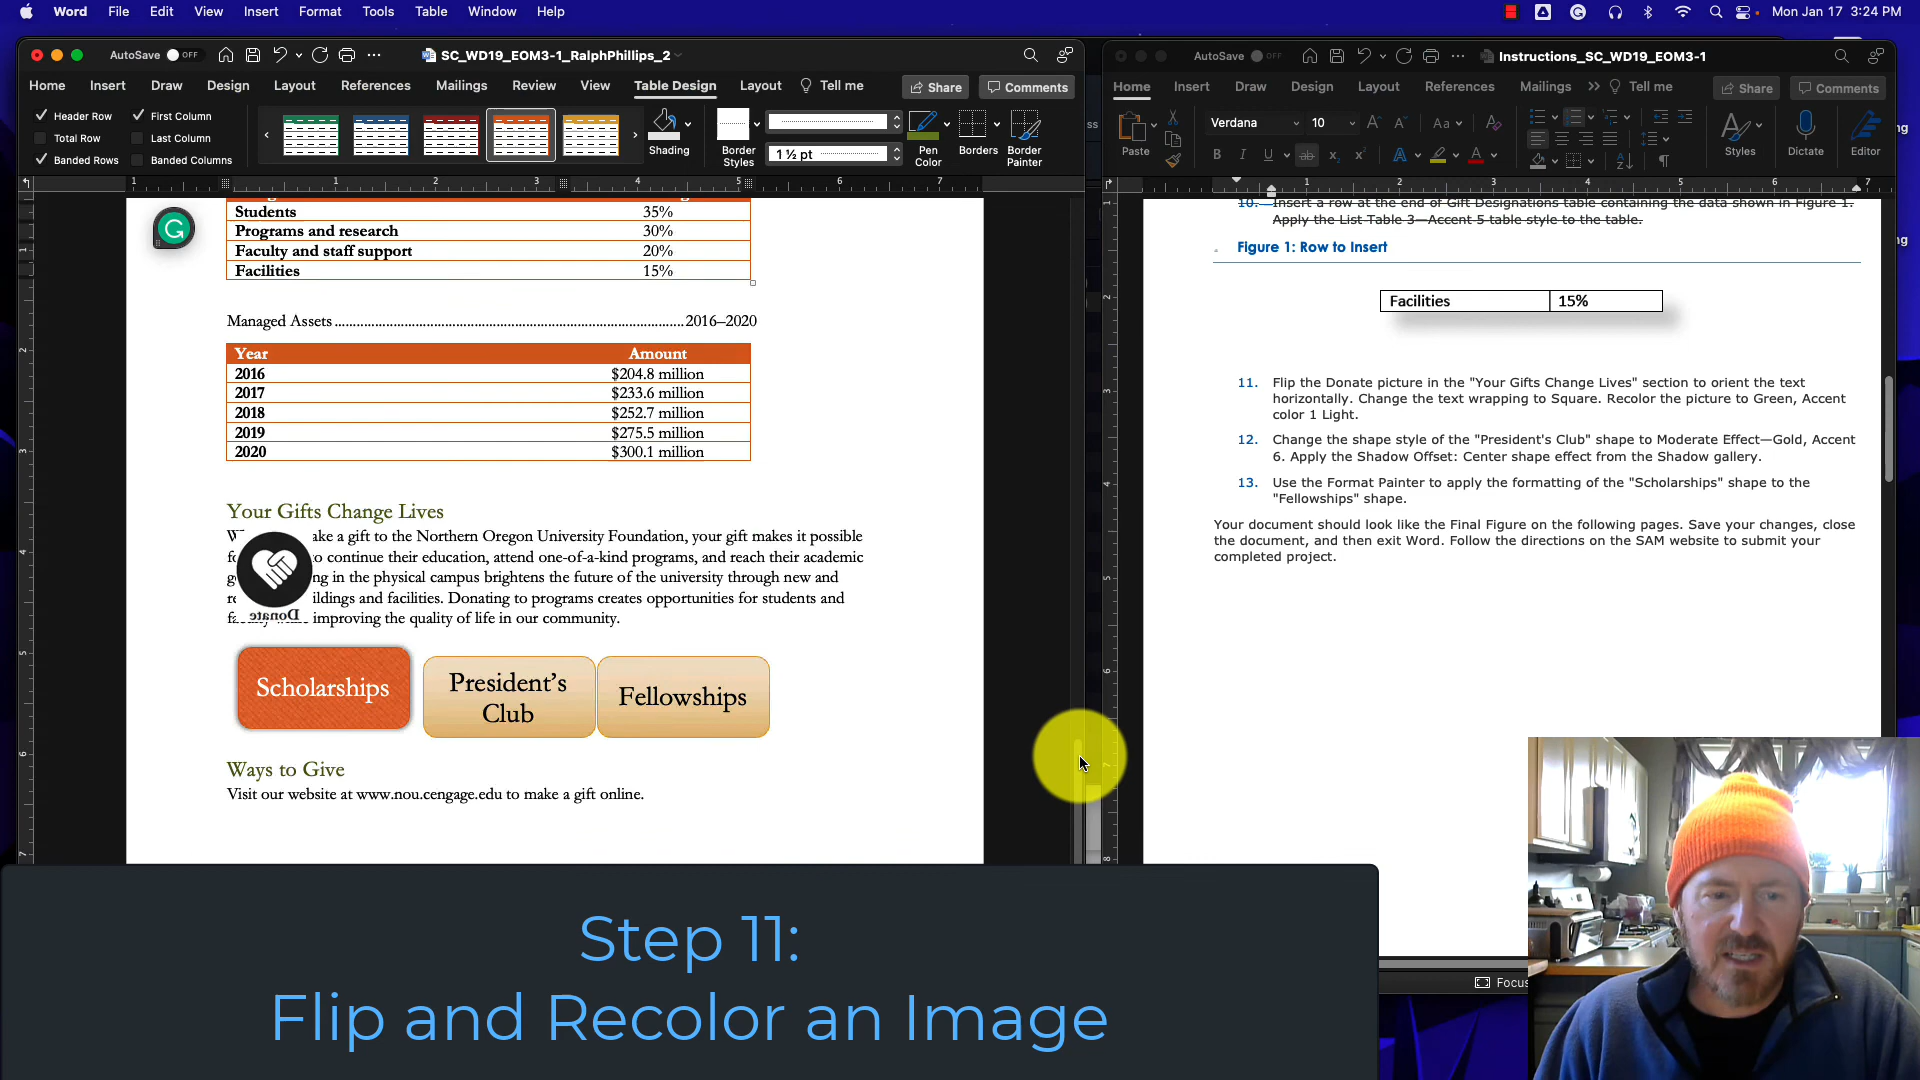 Word File Edit View Insert Format Tools Table Window Help
Mon Jan 17 3:24 PM
AutoSave OFF
SC_WD19_EOM3-1_RalphPhillips_2
Home Insert Draw Design Layout References Mailings Review View Table Design Layout Tell me
Share Comments
Header Row First Column
Total Row Last Column
Banded Rows Banded Columns
Shading
Border Styles
1 ½ pt
Pen Color
Borders
Border Painter
Students 35%
Programs and research 30%
Faculty and staff support 20%
Facilities 15%
Managed Assets 2016–2020
Year Amount
2016 $204.8 million
2017 $233.6 million
2018 $252.7 million
2019 $275.5 million
2020 $300.1 million
Your Gifts Change Lives
ake a gift to the Northern Oregon University Foundation, your gift makes it possible
to continue their education, attend one-of-a-kind programs, and reach their academic
ng in the physical campus brightens the future of the university through new and
ildings and facilities. Donating to programs creates opportunities for students and
improving the quality of life in our community.
Donate
Scholarships
President's
Club
Fellowships
Ways to Give
Visit our website at www.nou.cengage.edu to make a gift online.
AutoSave OFF
Instructions_SC_WD19_EOM3-1
Home Insert Draw Design Layout References Mailings Tell me
Share Comments
Paste
Verdana 10
Styles
Dictate
Editor
10. Insert a row at the end of Gift Designations table containing the data shown in Figure 1.
Apply the List Table 3—Accent 5 table style to the table.
Figure 1: Row to Insert
Facilities 15%
11. Flip the Donate picture in the "Your Gifts Change Lives" section to orient the text
horizontally. Change the text wrapping to Square. Recolor the picture to Green, Accent
color 1 Light.
12. Change the shape style of the "President's Club" shape to Moderate Effect—Gold, Accent
6. Apply the Shadow Offset: Center shape effect from the Shadow gallery.
13. Use the Format Painter to apply the formatting of the "Scholarships" shape to the
"Fellowships" shape.
Your document should look like the Final Figure on the following pages. Save your changes, close
the document, and then exit Word. Follow the directions on the SAM website to submit your
completed project.
Focus
Step 11:
Flip and Recolor an Image